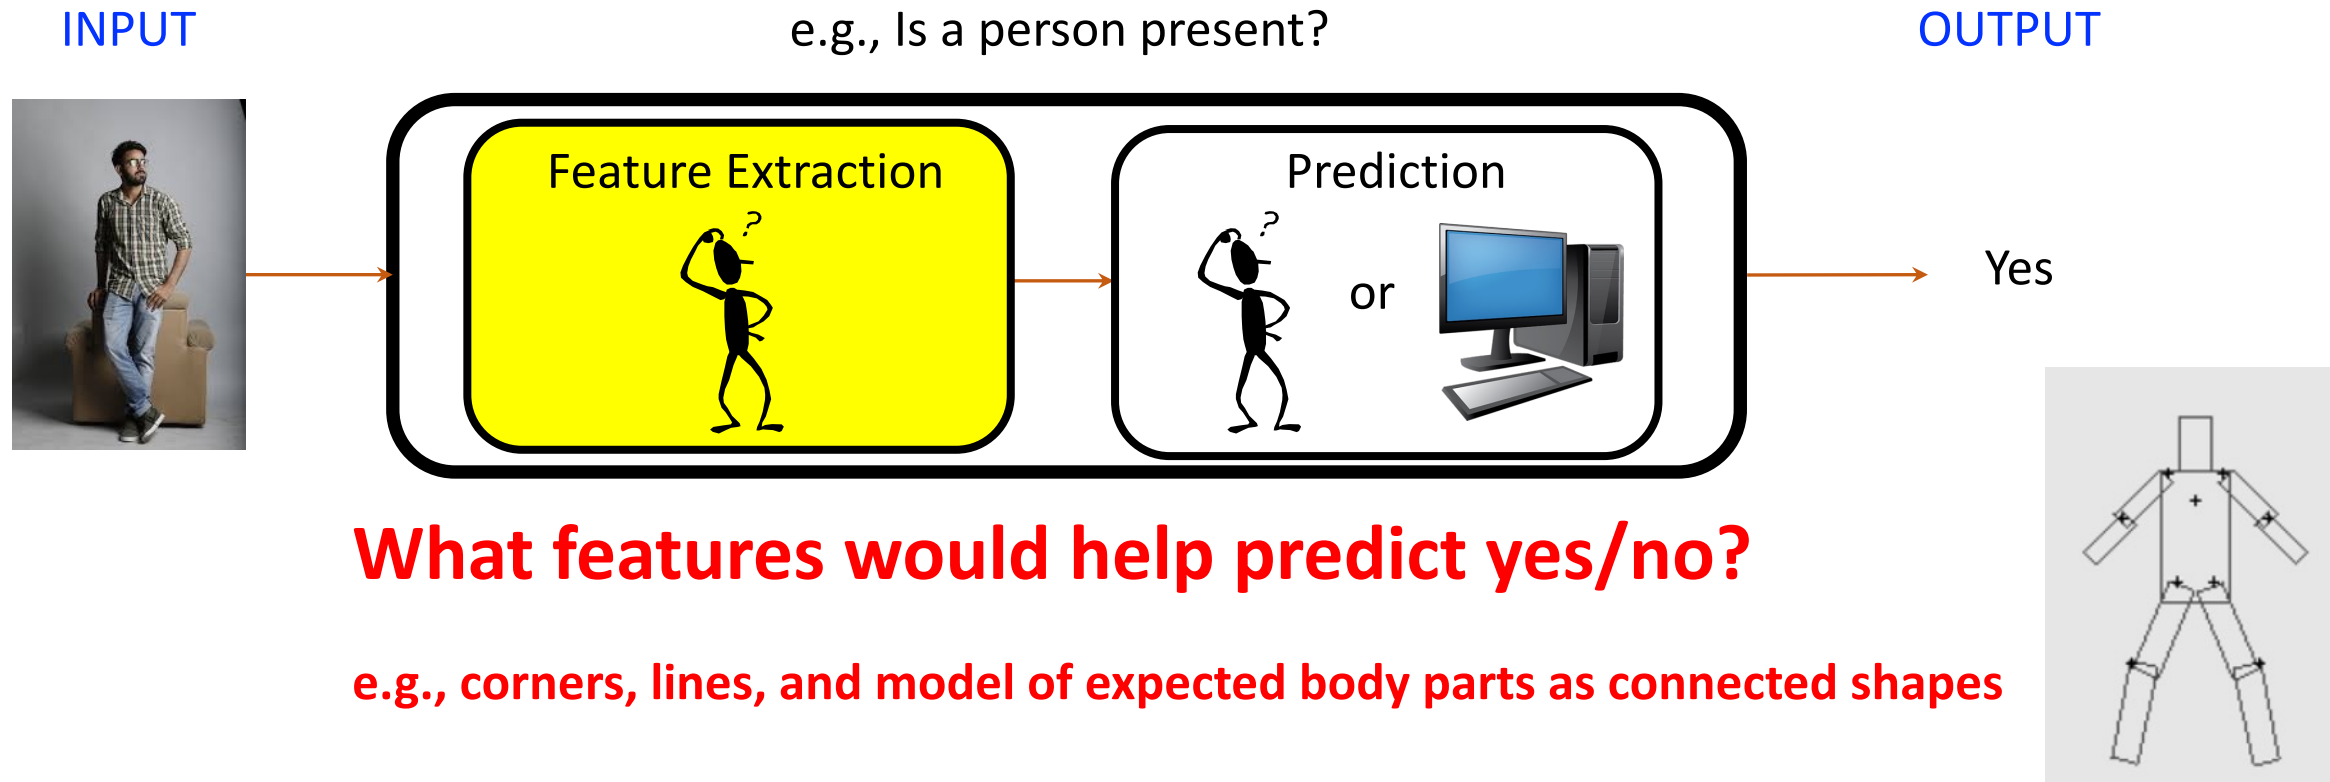 INPUT
e.g., Is a person present?
OUTPUT
Feature Extraction
Prediction
?
?
or
Yes
What features would help predict yes/no?
e.g., corners, lines, and model of expected body parts as connected shapes